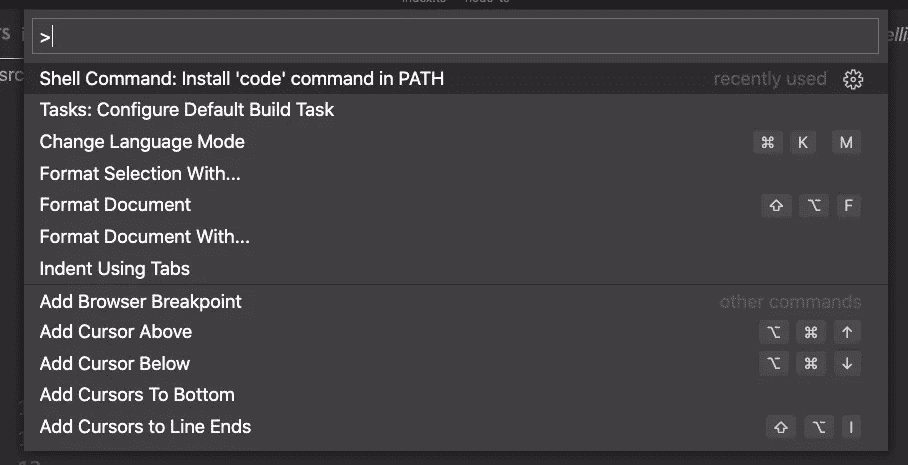 >
Shell Command: Install 'code' command in PATH recently used
Tasks: Configure Default Build Task
Change Language Mode ⌘ K M
Format Selection With...
Format Document ⇧ ⌥ F
Format Document With...
Indent Using Tabs
Add Browser Breakpoint other commands
Add Cursor Above ⌥ ⌘ ↑
Add Cursor Below ⌥ ⌘ ↓
Add Cursors To Bottom
Add Cursors to Line Ends ⇧ ⌥ I
src